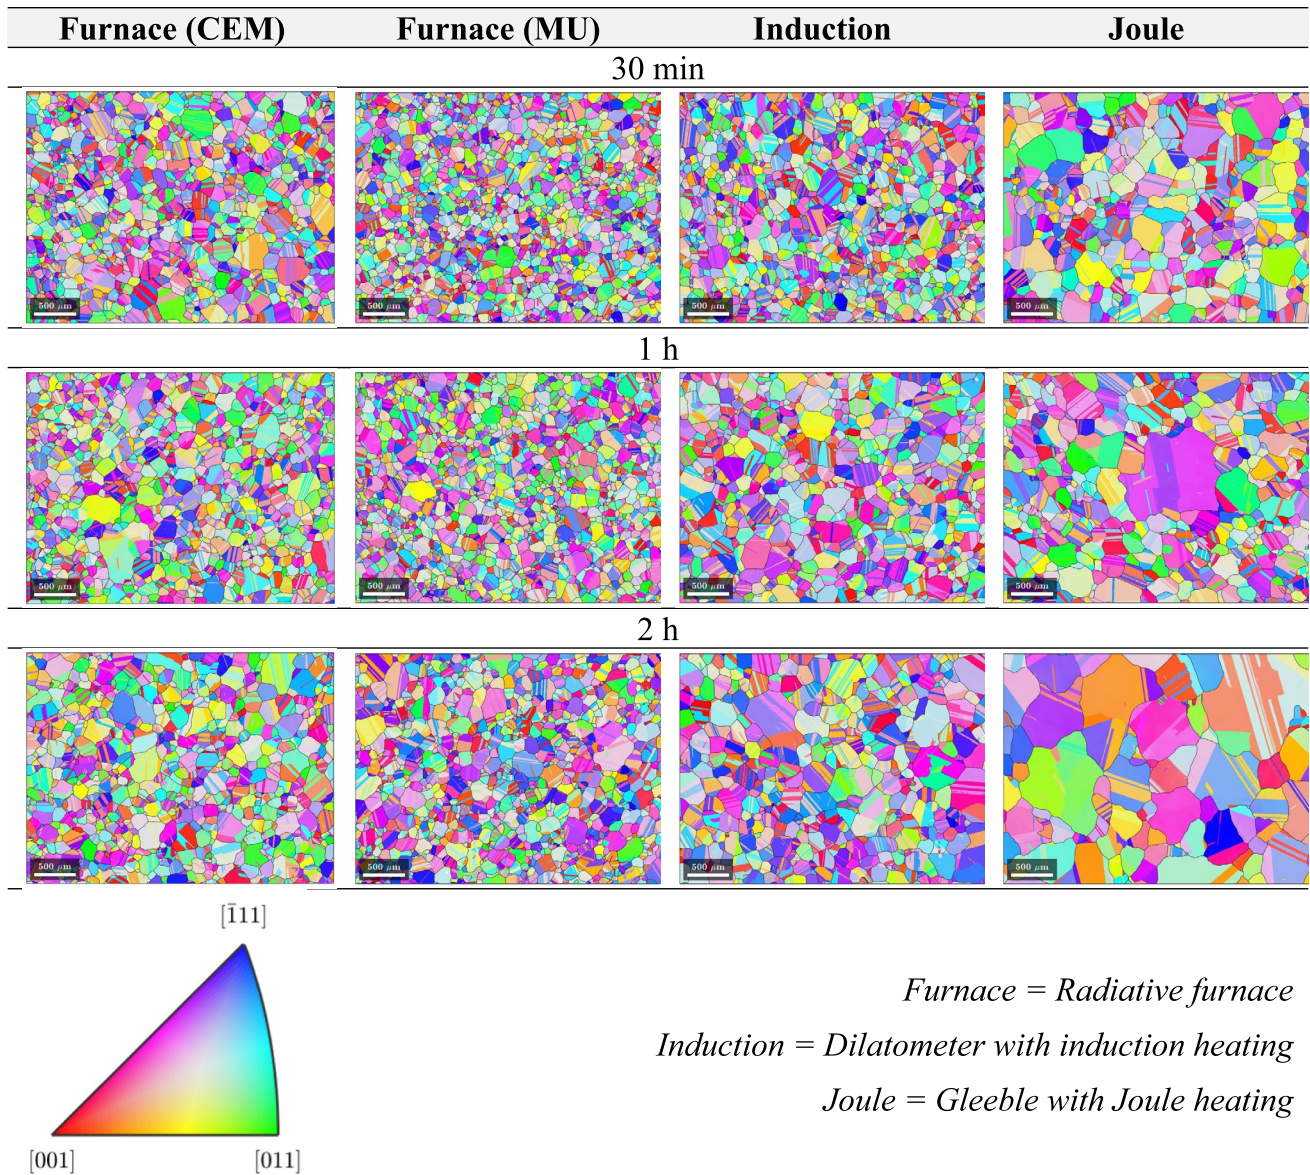 Furnace (CEM) Furnace (MU) Induction Joule
30 min
500 μm 500 μm 500 μm 500 μm
1 h
500 μm 500 μm 500 μm 500 μm
2 h
500 μm 500 μm 500 μm 500 μm
[1̄11]
Furnace = Radiative furnace
Induction = Dilatometer with induction heating
Joule = Gleeble with Joule heating
[001] [011]